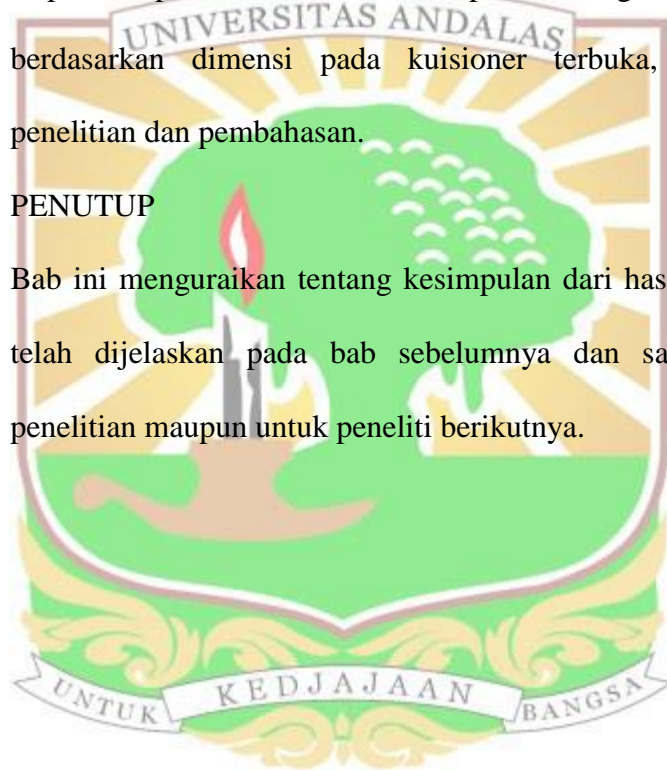 UNIVERSITAS ANDALAS
berdasarkan dimensi pada kuisioner terbuka,
penelitian dan pembahasan.
PENUTUP
Bab ini menguraikan tentang kesimpulan dari has
telah dijelaskan pada bab sebelumnya dan sa
penelitian maupun untuk peneliti berikutnya.
UNTUK KEDJAJAAN BANGSA